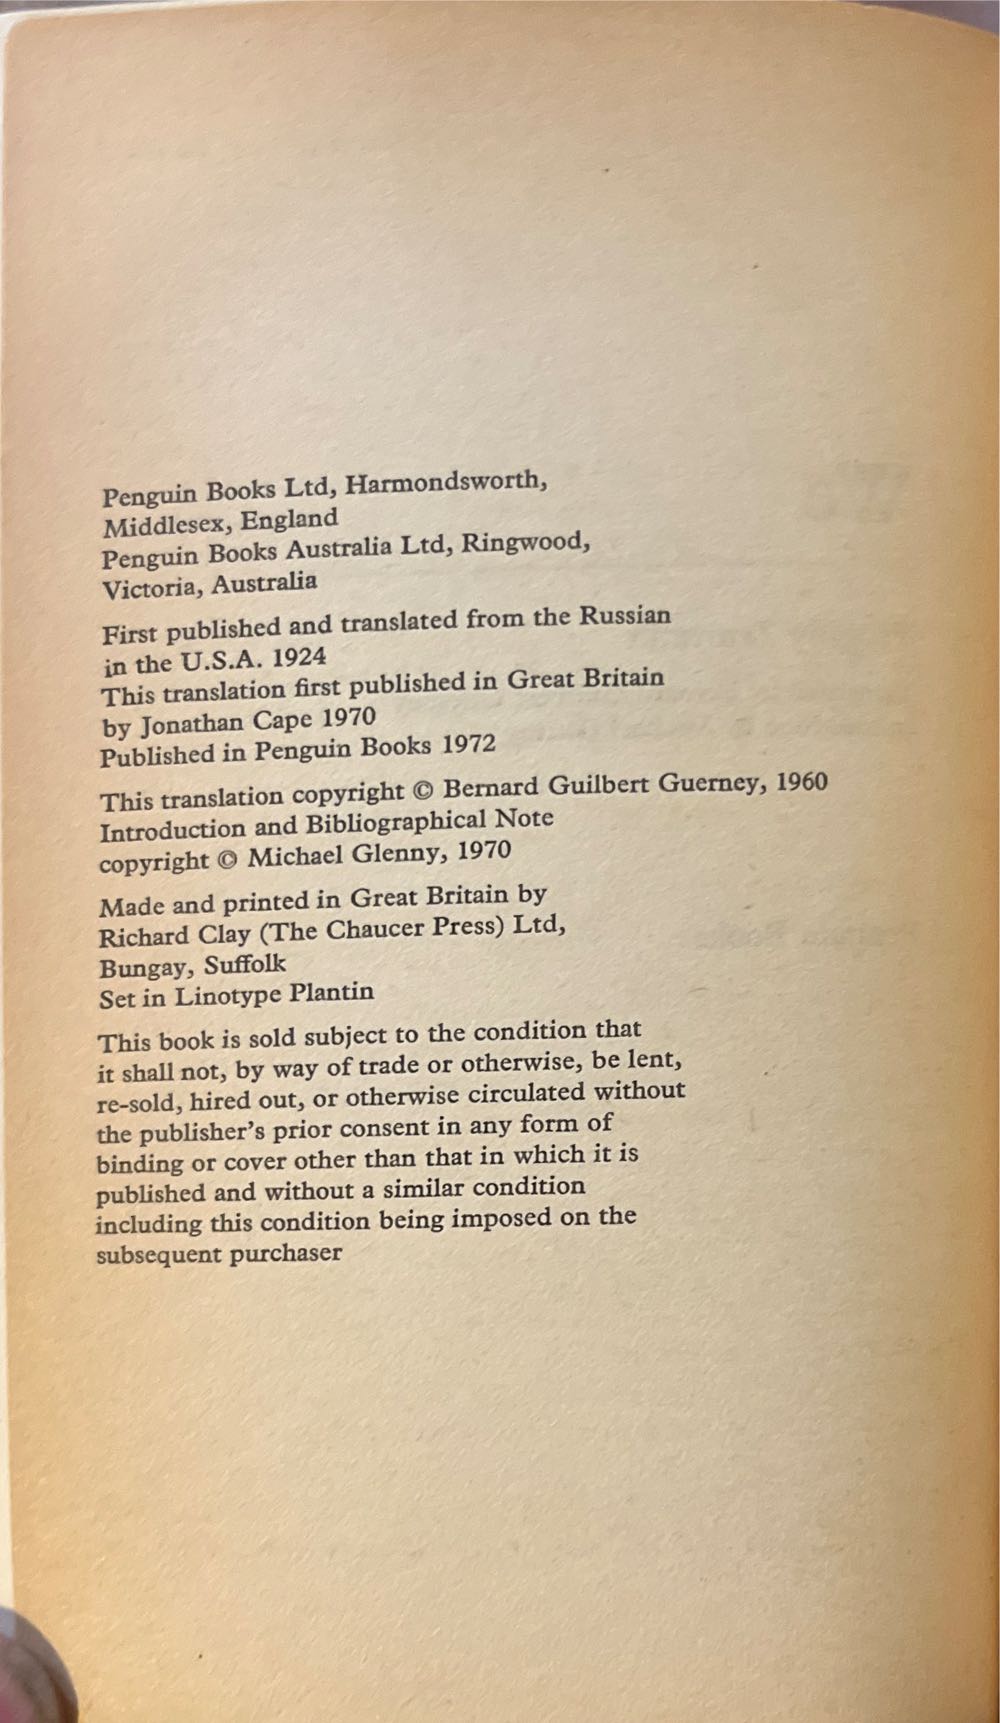 Penguin Books Ltd, Harmondsworth,
Middlesex, England
Penguin Books Australia Ltd, Ringwood,
Victoria, Australia
First published and translated from the Russian
in the U.S.A. 1924
This translation first published in Great Britain
by Jonathan Cape 1970
Published in Penguin Books 1972
This translation copyright © Bernard Guilbert Guerney, 1960
Introduction and Bibliographical Note
copyright © Michael Glenny, 1970
Made and printed in Great Britain by
Richard Clay (The Chaucer Press) Ltd,
Bungay, Suffolk
Set in Linotype Plantin
This book is sold subject to the condition that
it shall not, by way of trade or otherwise, be lent,
re-sold, hired out, or otherwise circulated without
the publisher's prior consent in any form of
binding or cover other than that in which it is
published and without a similar condition
including this condition being imposed on the
subsequent purchaser